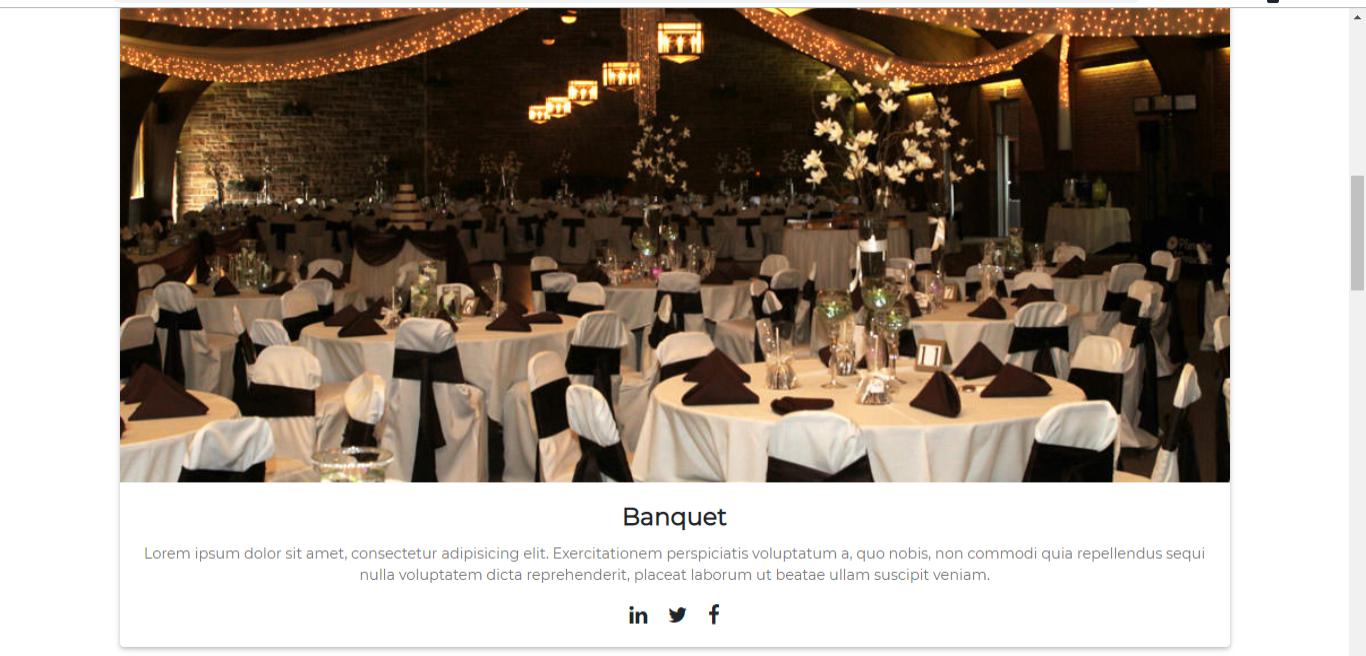 Banquet
Lorem ipsum dolor sit amet, consectetur adipisicing elit. Exercitationem perspiciatis voluptatum a, quo nobis, non commodi quia repellendus sequi
nulla voluptatem dicta reprehenderit, placeat laborum ut beatae ullam suscipit veniam.